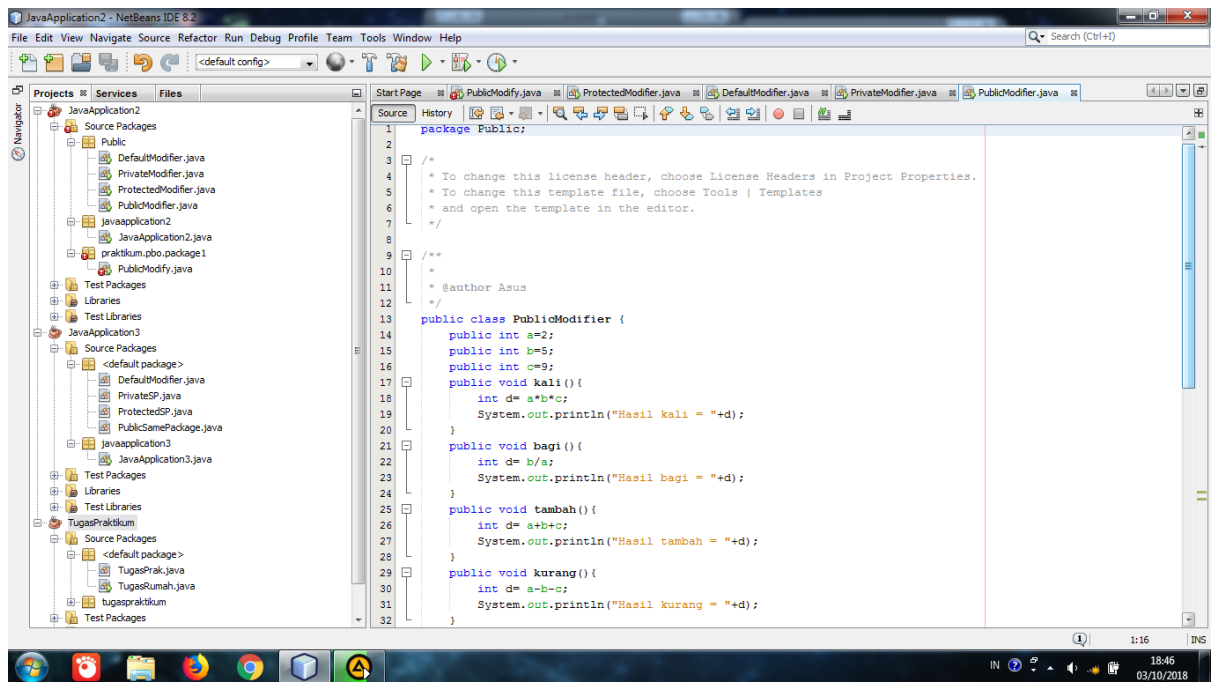 JavaApplication2 - NetBeans IDE 8.2
File Edit View Navigate Source Refactor Run Debug Profile Team Tools Window Help
Search (Ctrl+I)
<default config>
Projects Services Files
Navigator
JavaApplication2
Source Packages
Public
DefaultModifier.java
PrivateModifier.java
ProtectedModifier.java
PublicModifier.java
javaapplication2
JavaApplication2.java
praktikum.pbo.package1
PublicModify.java
Test Packages
Libraries
Test Libraries
JavaApplication3
Source Packages
<default package>
DefaultModifier.java
PrivateSP.java
ProtectedSP.java
PublicSamePackage.java
javaapplication3
JavaApplication3.java
Test Packages
Libraries
Test Libraries
TugasPraktikum
Source Packages
<default package>
TugasPrak.java
TugasRumah.java
tugaspraktikum
Test Packages
Start Page PublicModify.java ProtectedModifier.java DefaultModifier.java PrivateModifier.java PublicModifier.java
Source History
1 package Public;
2
3 /*
4 * To change this license header, choose License Headers in Project Properties.
5 * To change this template file, choose Tools | Templates
6 * and open the template in the editor.
7 */
8
9 /**
10 *
11 * @author Asus
12 */
13 public class PublicModifier {
14 public int a=2;
15 public int b=5;
16 public int c=9;
17 public void kali(){
18 int d= a*b*c;
19 System.out.println("Hasil kali = "+d);
20 }
21 public void bagi(){
22 int d= b/a;
23 System.out.println("Hasil bagi = "+d);
24 }
25 public void tambah(){
26 int d= a+b+c;
27 System.out.println("Hasil tambah = "+d);
28 }
29 public void kurang(){
30 int d= a-b-c;
31 System.out.println("Hasil kurang = "+d);
32 }
1 1:16 INS
IN 18:46
03/10/2018